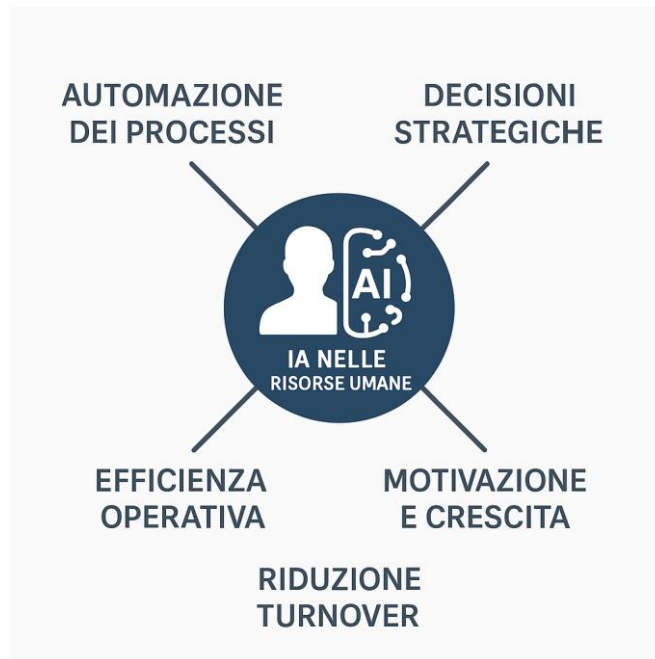 AUTOMAZIONE
DEI PROCESSI
DECISIONI
STRATEGICHE
AI
IA NELLE
RISORSE UMANE
EFFICIENZA
OPERATIVA
MOTIVAZIONE
E CRESCITA
RIDUZIONE
TURNOVER